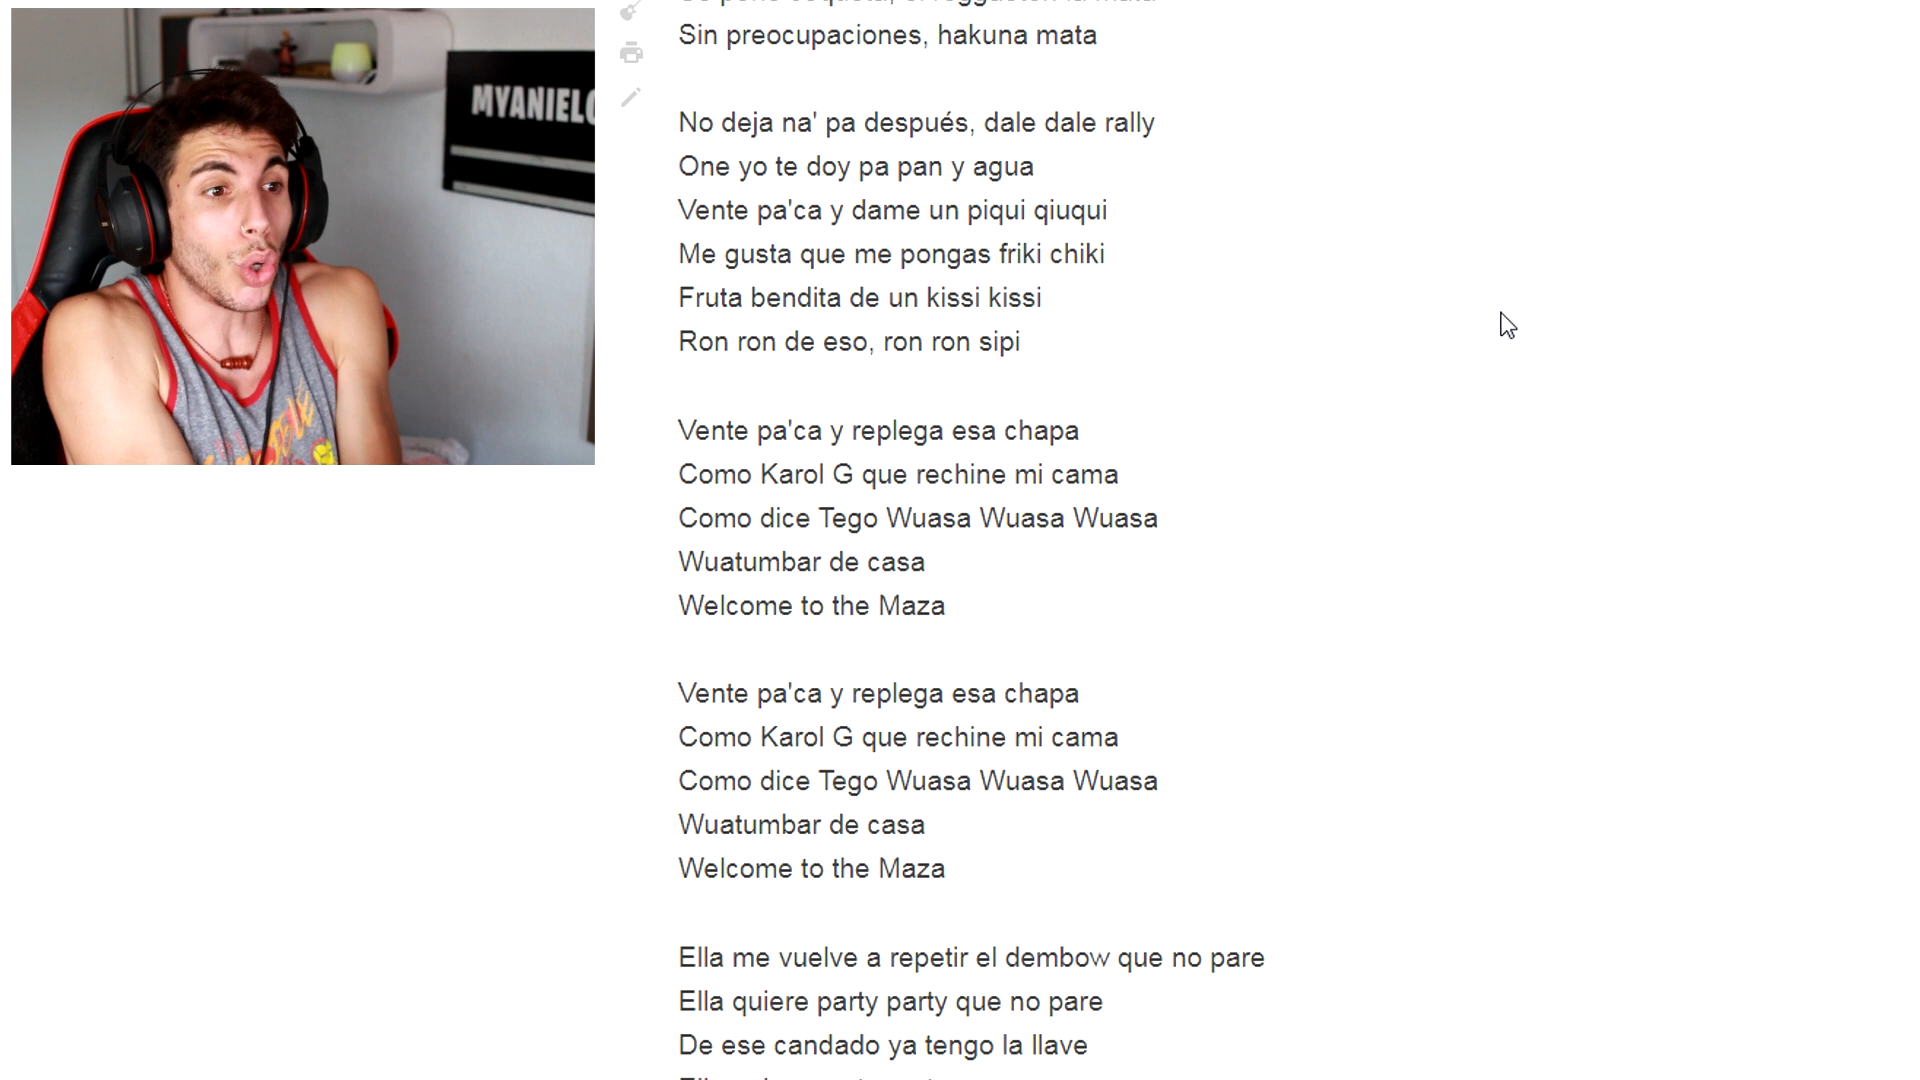 MYANIELO
Sin preocupaciones, hakuna mata
No deja na' pa después, dale dale rally
One yo te doy pa pan y agua
Vente pa'ca y dame un piqui qiuqui
Me gusta que me pongas friki chiki
Fruta bendita de un kissi kissi
Ron ron de eso, ron ron sipi
Vente pa'ca y replega esa chapa
Como Karol G que rechine mi cama
Como dice Tego Wuasa Wuasa Wuasa
Wuatumbar de casa
Welcome to the Maza
Vente pa'ca y replega esa chapa
Como Karol G que rechine mi cama
Como dice Tego Wuasa Wuasa Wuasa
Wuatumbar de casa
Welcome to the Maza
Ella me vuelve a repetir el dembow que no pare
Ella quiere party party que no pare
De ese candado ya tengo la llave